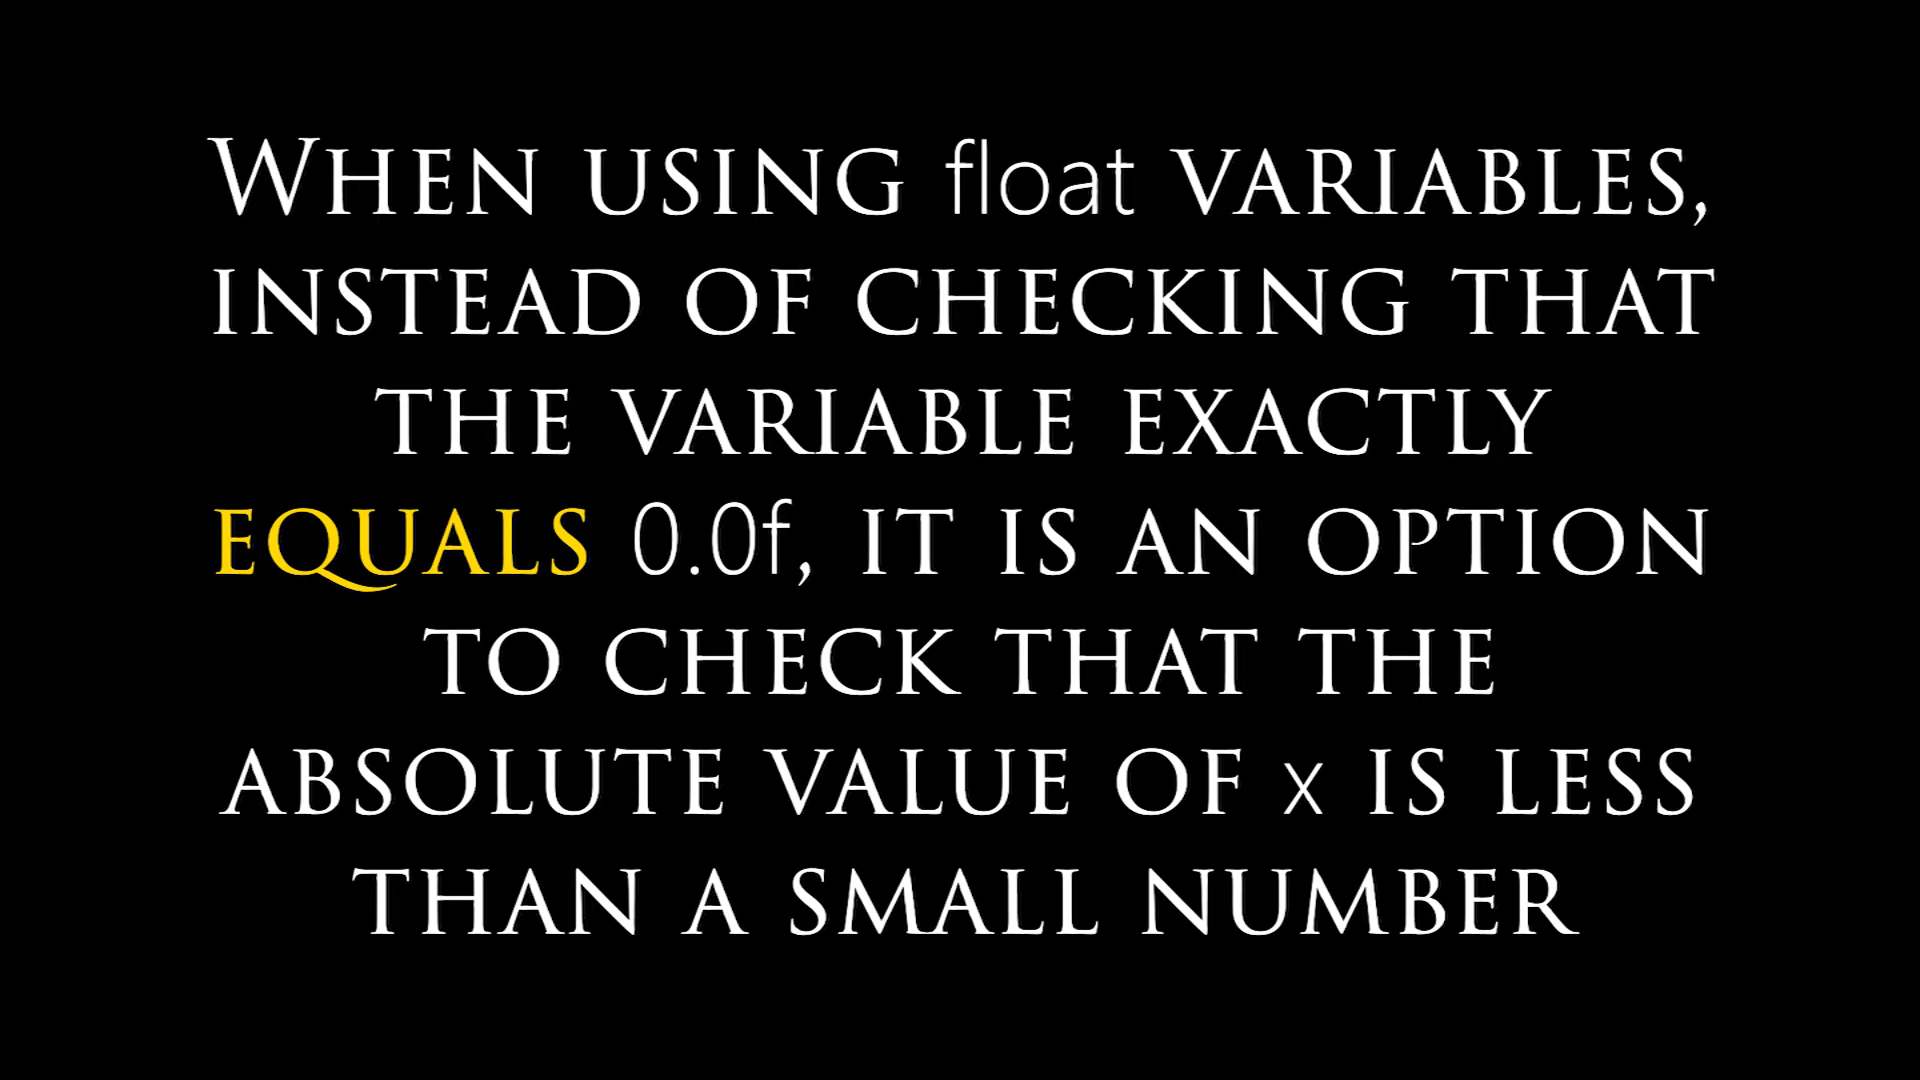 When using float variables,
instead of checking that
the variable exactly
equals 0.0f, it is an option
to check that the
absolute value of x is less
than a small number